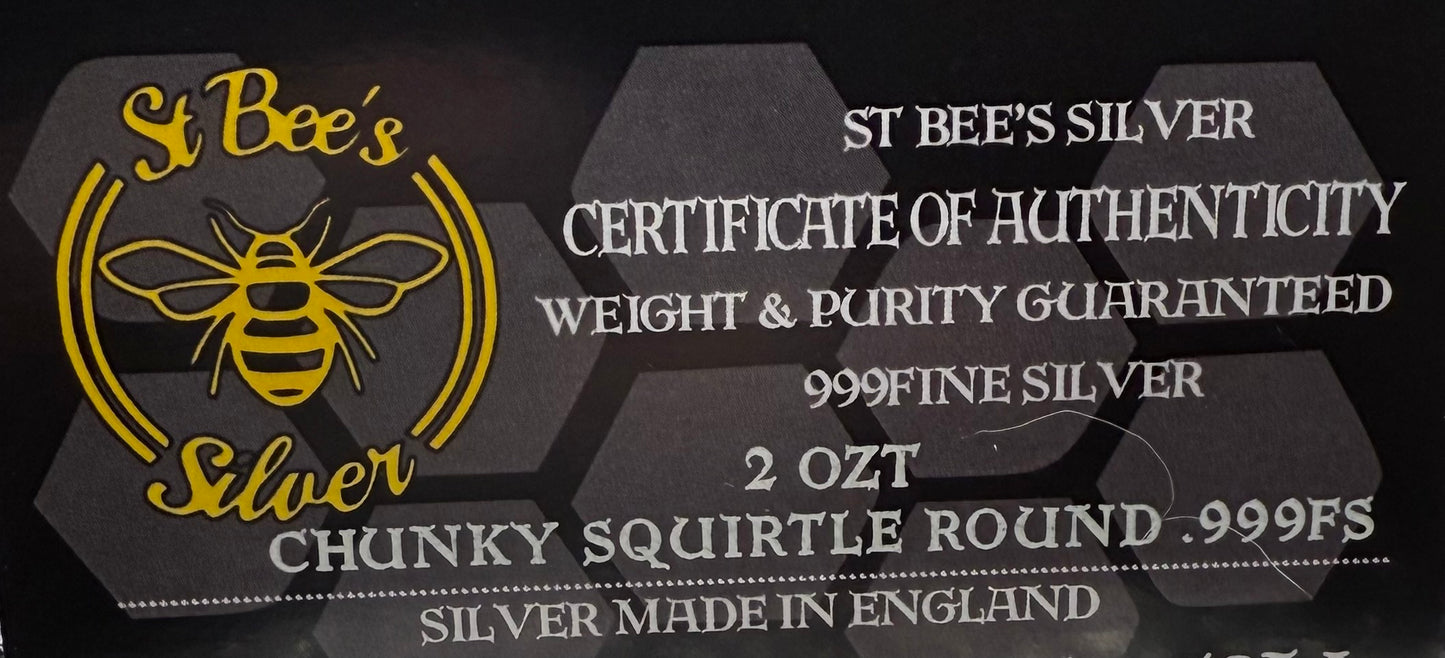 St Bee's
Silver
ST BEE'S SILVER
CERTIFICATE OF AUTHENTICITY
WEIGHT & PURITY GUARANTEED
999FINE SILVER
2 OZT
CHUNKY SQUIRTLE ROUND .999FS
SILVER MADE IN ENGLAND